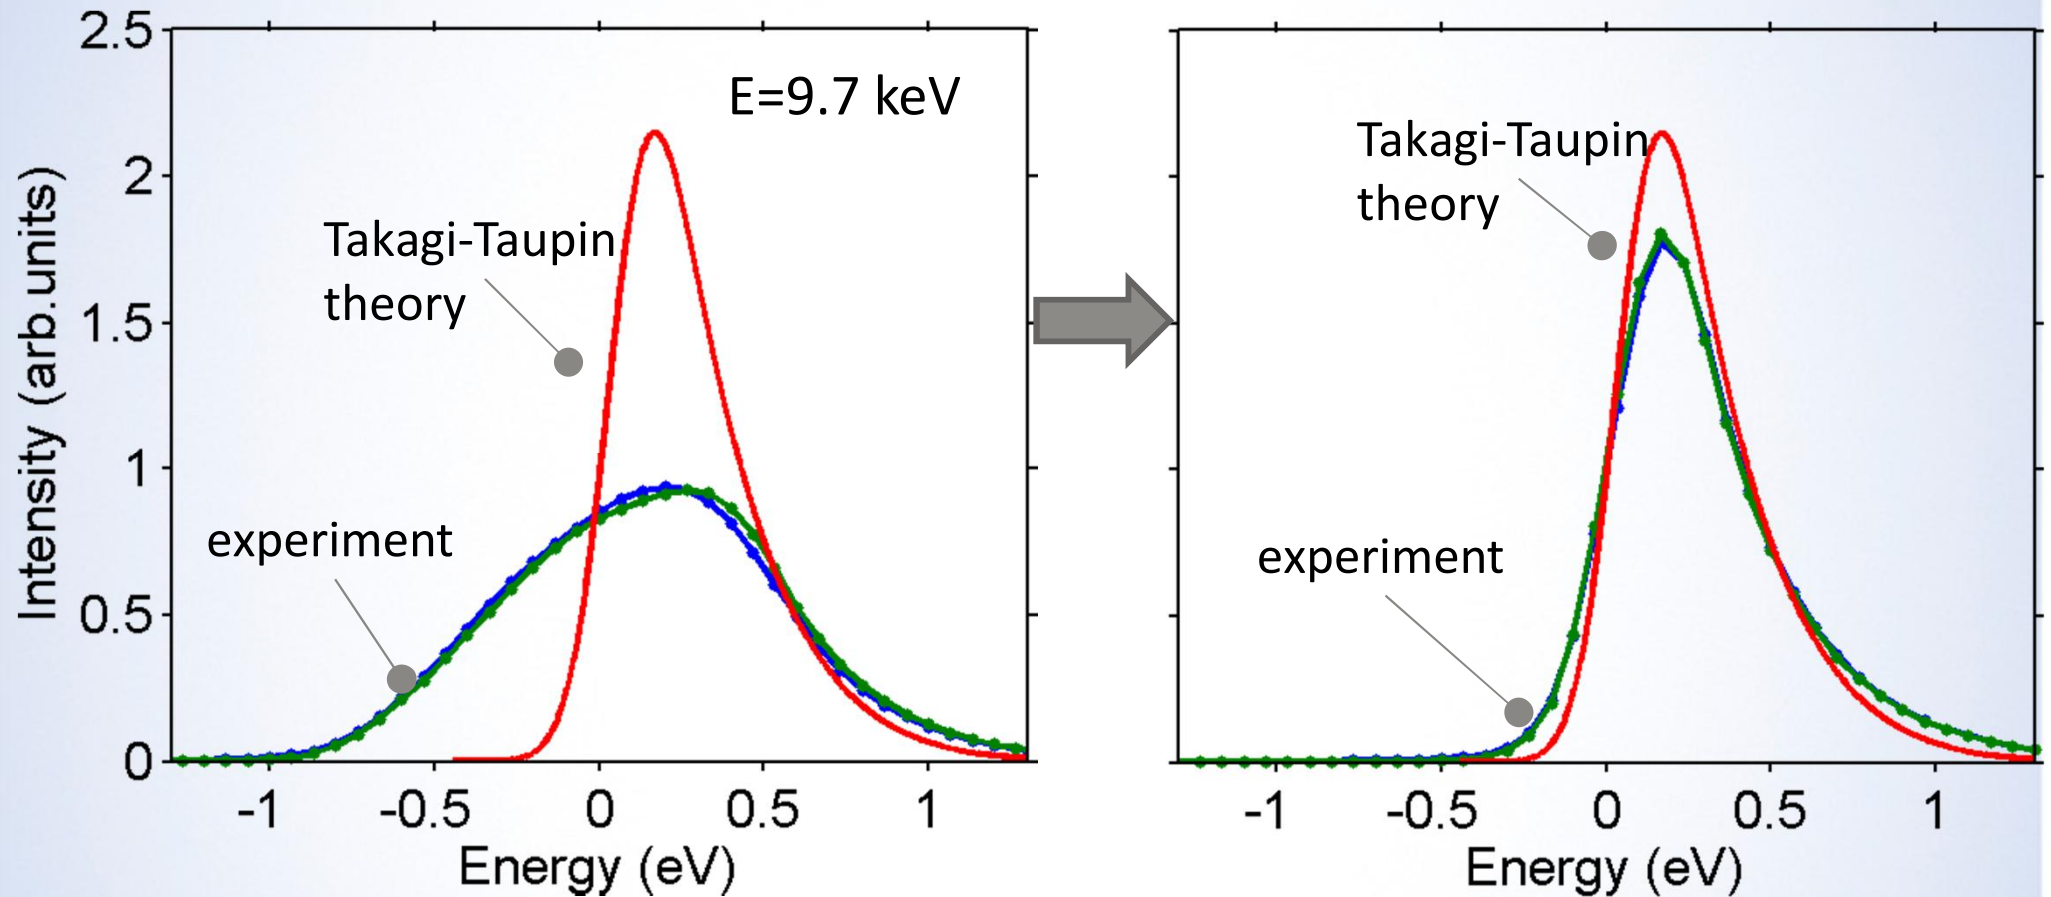 2.5
2
1.5
1
0.5
0
Intensity (arb.units)
E=9.7 keV
Takagi-Taupin
theory
experiment
-1 -0.5 0 0.5 1
Energy (eV)
Takagi-Taupin
theory
experiment
-1 -0.5 0 0.5 1
Energy (eV)